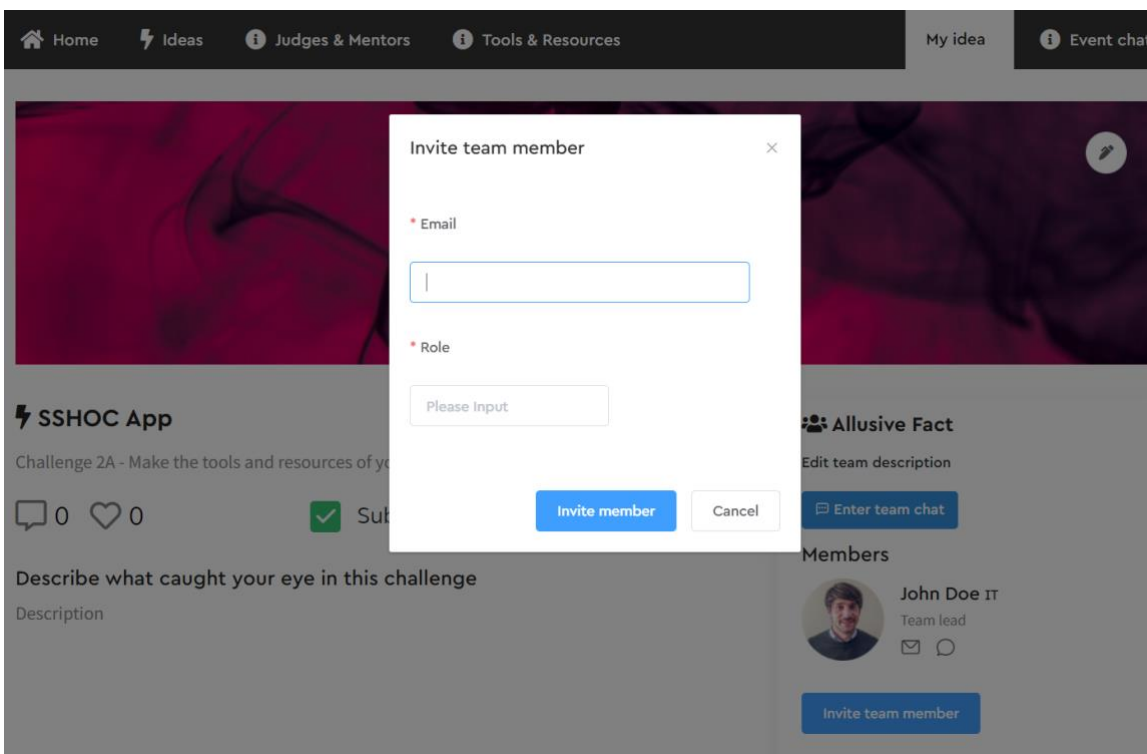 Home Ideas Judges & Mentors Tools & Resources My idea Event chat
Invite team member
* Email
* Role
Please Input
Invite member Cancel
SSHOC App
Challenge 2A - Make the tools and resources of
0 0
Describe what caught your eye in this challenge
Description
Allusive Fact
Edit team description
Enter team chat
Members
John Doe IT
Team lead
Invite team member